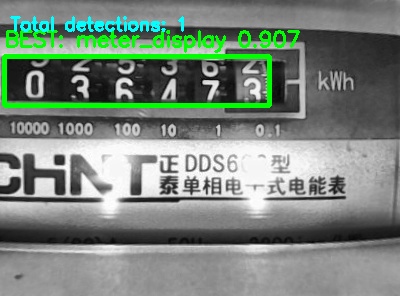 Total detections: 1
BEST: meter_display 0.907
0 3 6 4 7 3
kWh
10000 1000 100 10 1 0.1
CHNT 正泰
DDS6 型
单相电 式电能表